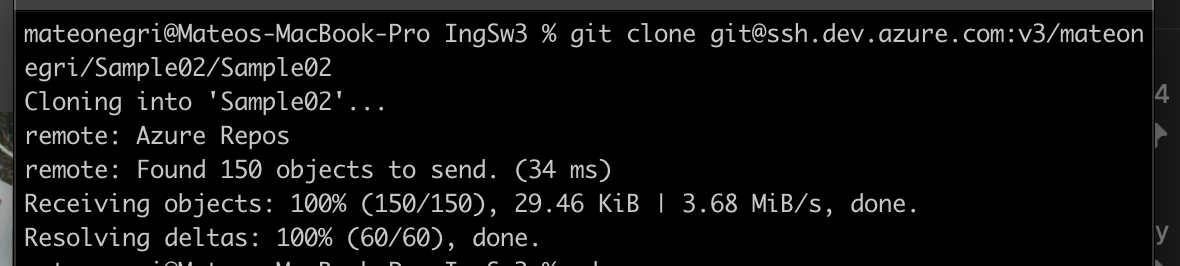 mateonegri@Mateos-MacBook-Pro IngSw3 % git clone git@ssh.dev.azure.com:v3/mateon
egri/Sample02/Sample02
Cloning into 'Sample02'...
remote: Azure Repos
remote: Found 150 objects to send. (34 ms)
Receiving objects: 100% (150/150), 29.46 KiB | 3.68 MiB/s, done.
Resolving deltas: 100% (60/60), done.
4
y